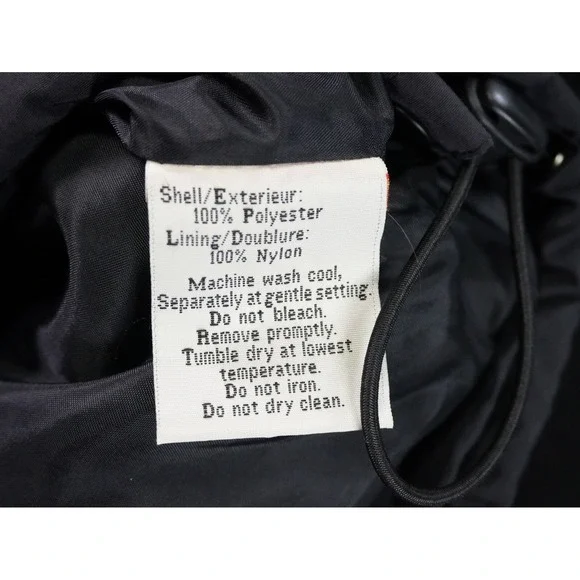 Shell/Exterieur:
100% Polyester
Lining/Doublure:
100% Nylon
Machine wash cool,
Separately at gentle setting.
Do not bleach.
Remove promptly.
Tumble dry at lowest
temperature.
Do not iron.
Do not dry clean.